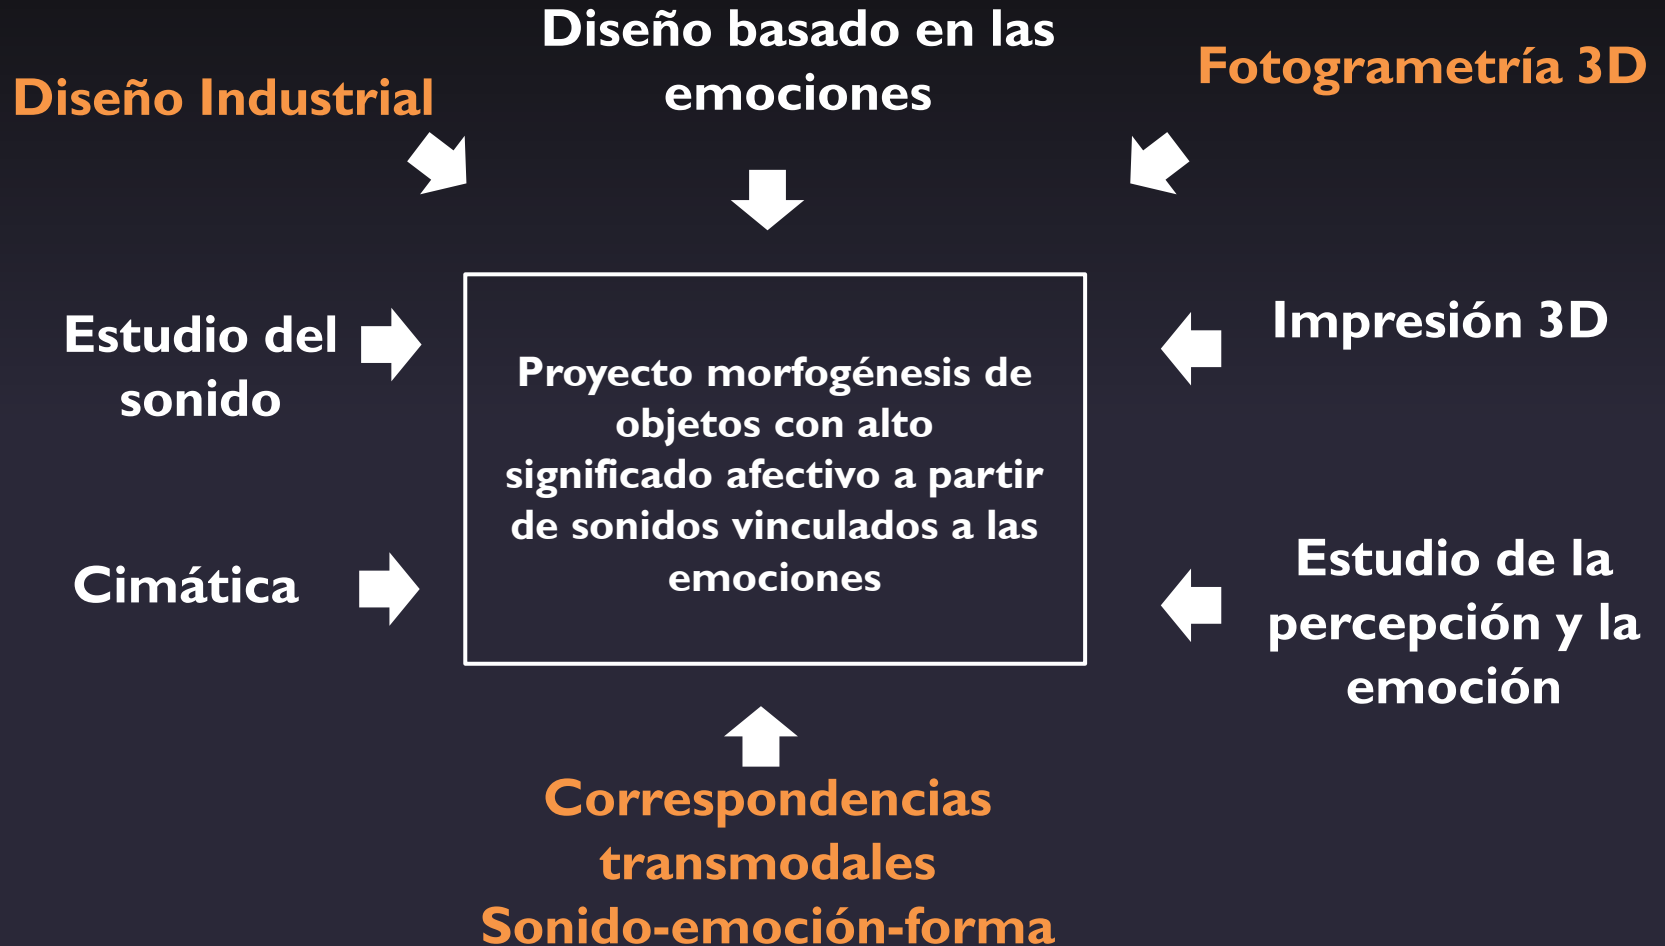 Diseño basado en las
emociones
Diseño Industrial
Fotogrametría 3D
Estudio del
sonido
Impresión 3D
Proyecto morfogénesis de
objetos con alto
significado afectivo a partir
de sonidos vinculados a las
emociones
Cimática
Estudio de la
percepción y la
emoción
Correspondencias
transmodales
Sonido-emoción-forma